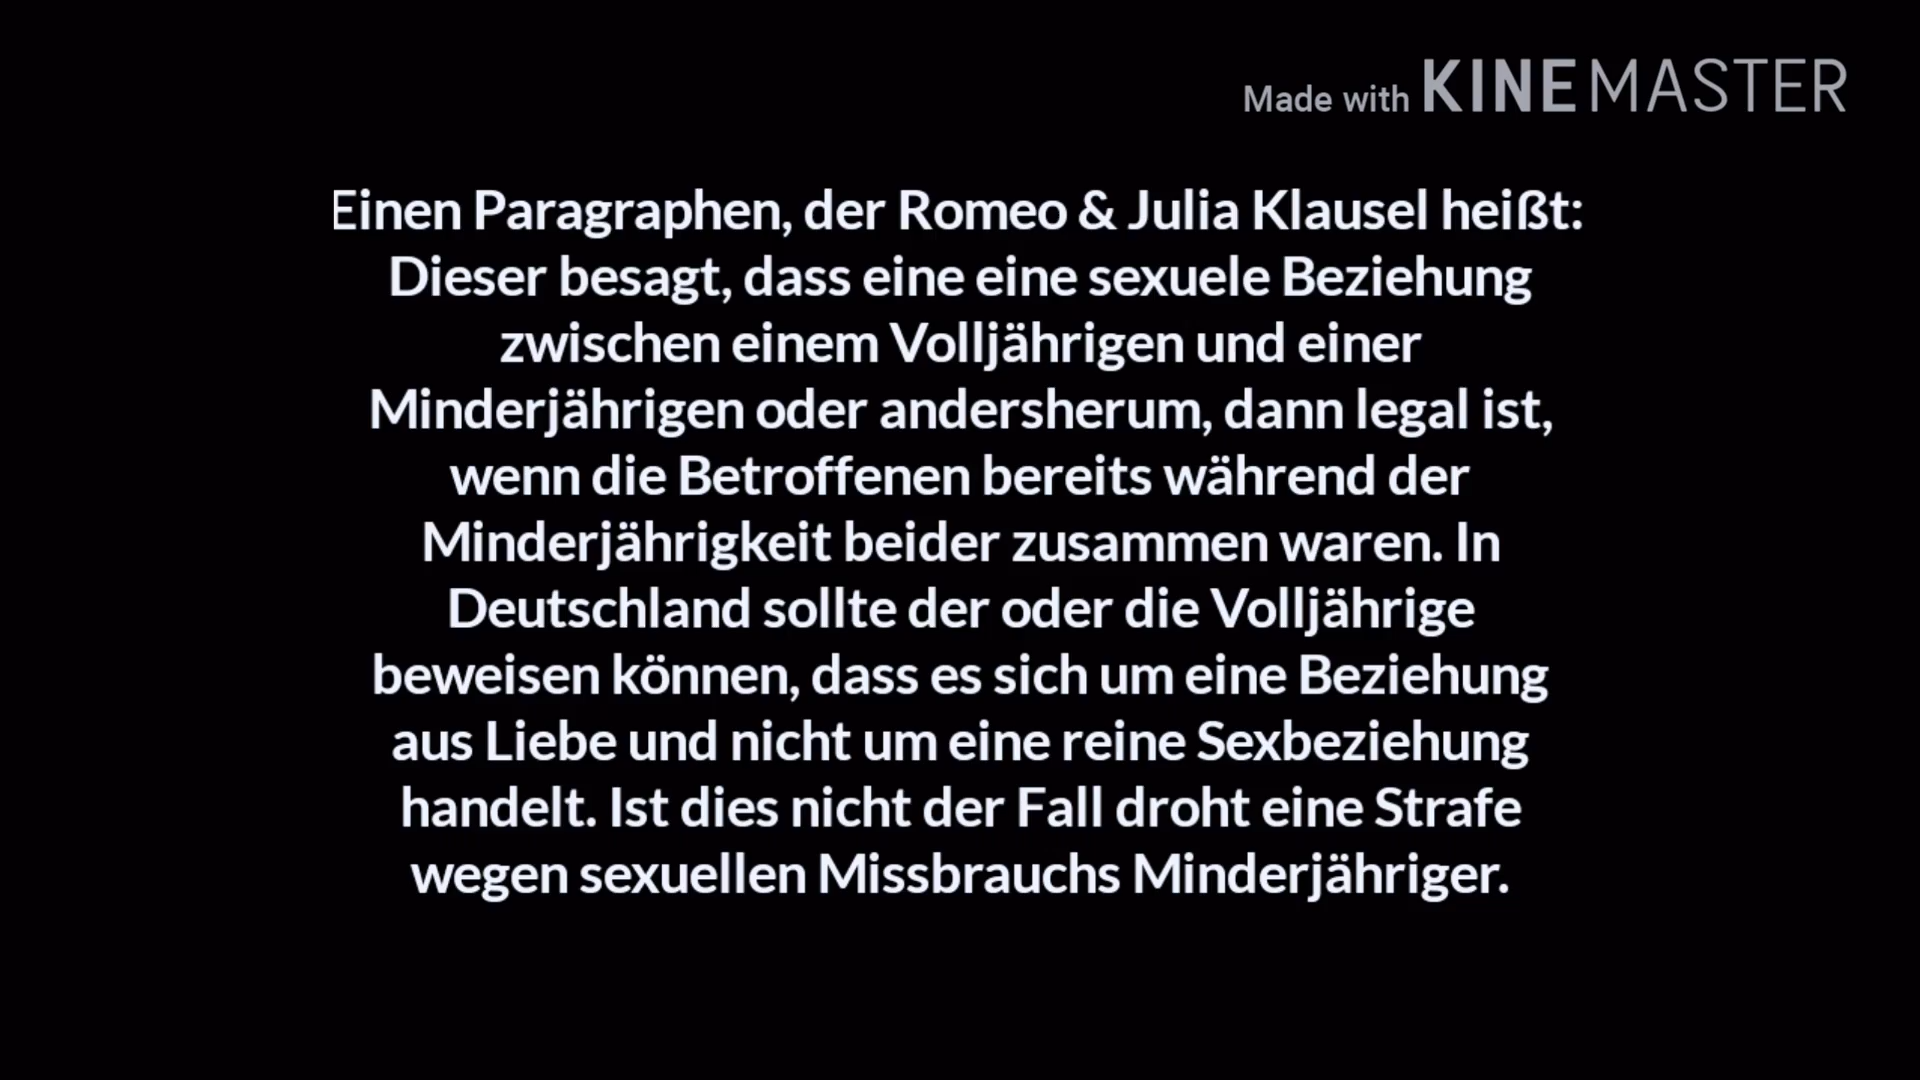 Made with KINEMASTER
Einen Paragraphen, der Romeo & Julia Klausel heißt:
Dieser besagt, dass eine eine sexuele Beziehung
zwischen einem Volljährigen und einer
Minderjährigen oder andersherum, dann legal ist,
wenn die Betroffenen bereits während der
Minderjährigkeit beider zusammen waren. In
Deutschland sollte der oder die Volljährige
beweisen können, dass es sich um eine Beziehung
aus Liebe und nicht um eine reine Sexbeziehung
handelt. Ist dies nicht der Fall droht eine Strafe
wegen sexuellen Missbrauchs Minderjähriger.